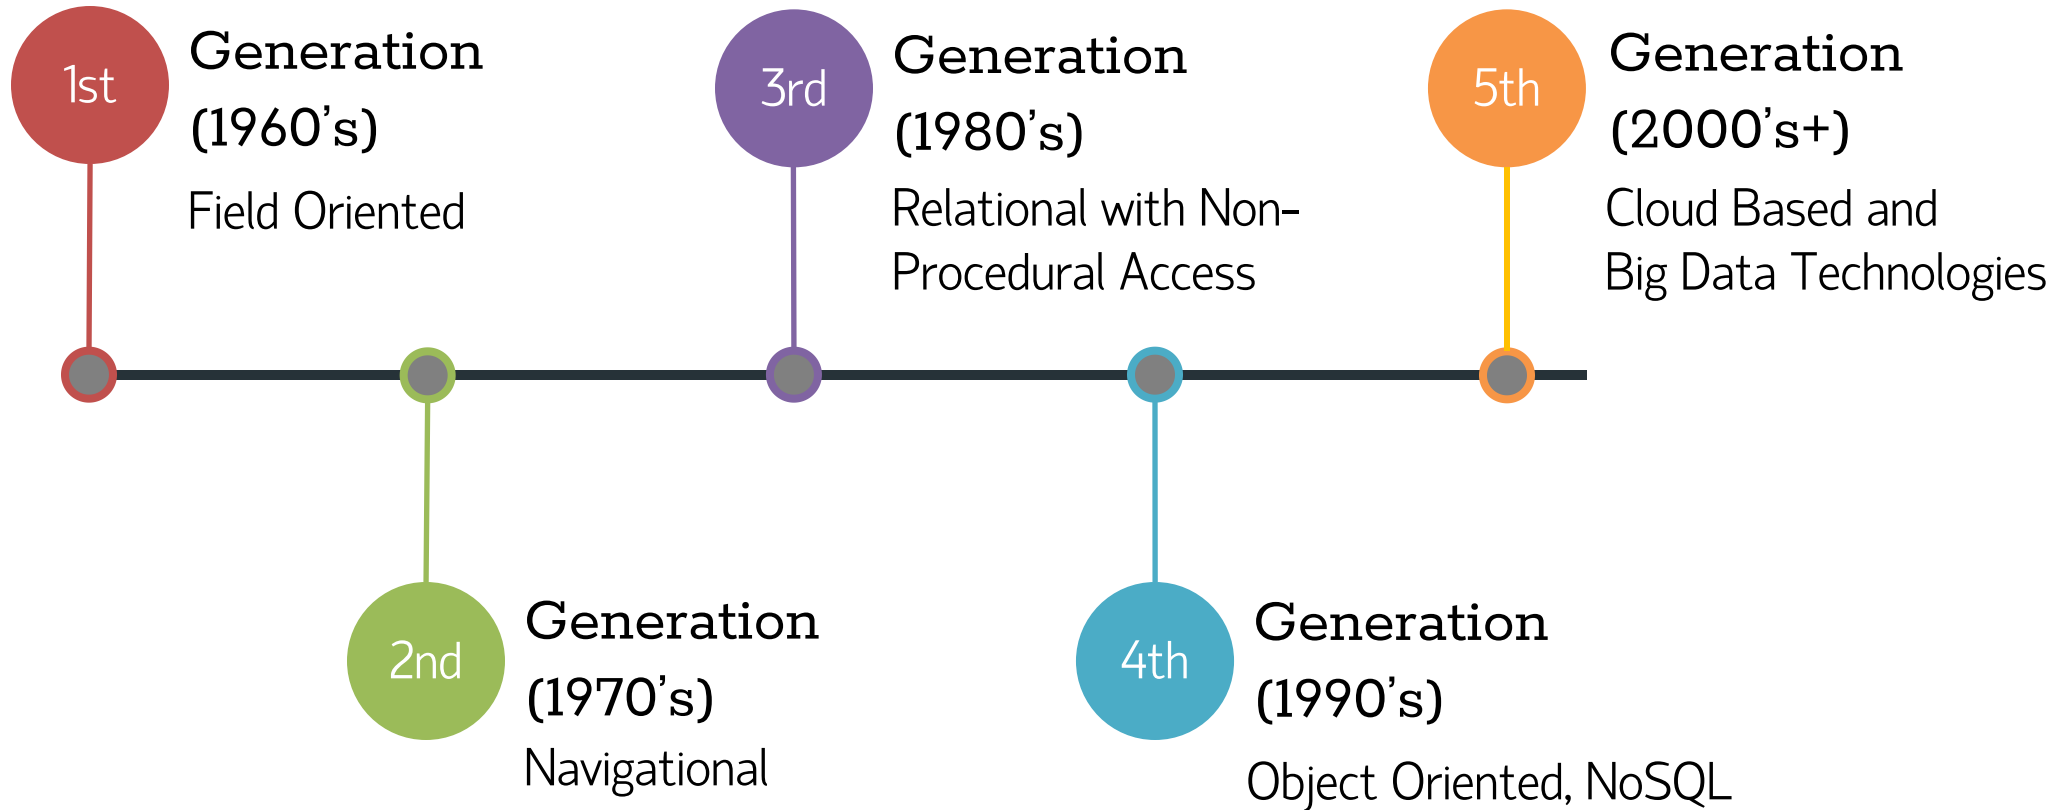 1st
Generation
(1960's)
Field Oriented
2nd
Generation
(1970's)
Navigational
3rd
Generation
(1980's)
Relational with Non-
Procedural Access
4th
Generation
(1990's)
Object Oriented, NoSQL
5th
Generation
(2000's+)
Cloud Based and
Big Data Technologies